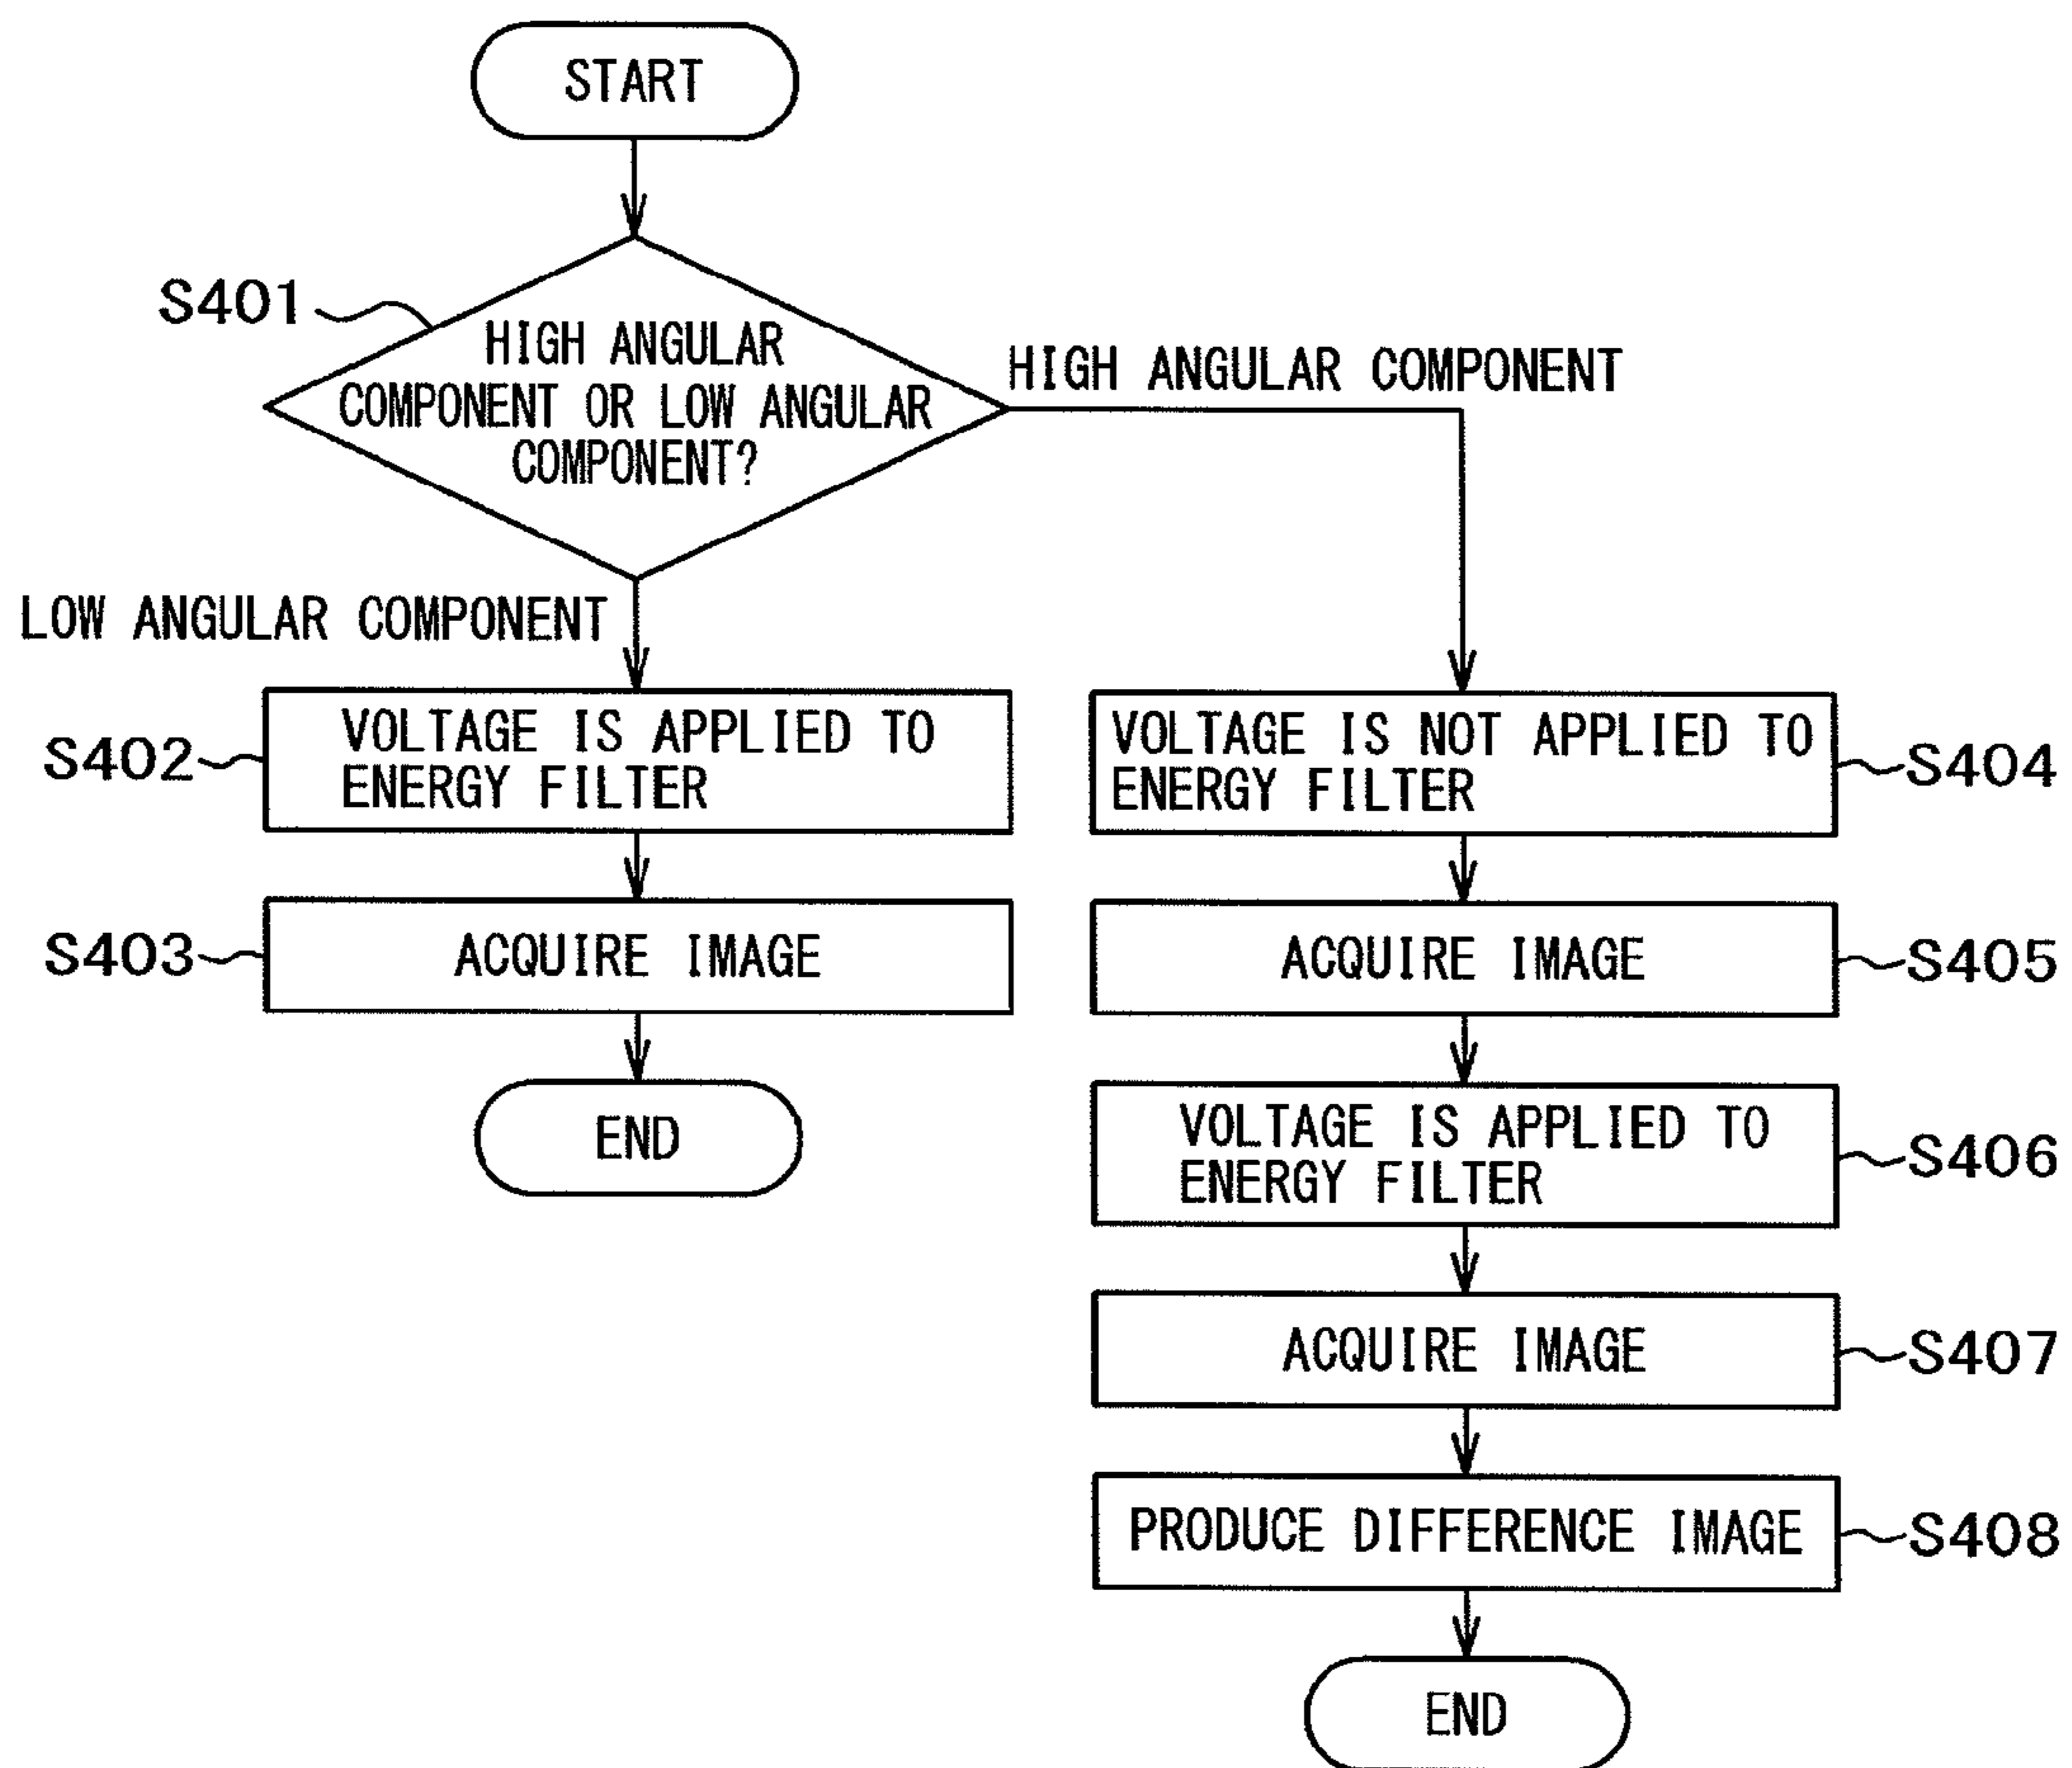 START
S401
HIGH ANGULAR
COMPONENT OR LOW ANGULAR
COMPONENT?
HIGH ANGULAR COMPONENT
LOW ANGULAR COMPONENT
S402
VOLTAGE IS APPLIED TO
ENERGY FILTER
S403
ACQUIRE IMAGE
END
VOLTAGE IS NOT APPLIED TO
ENERGY FILTER
S404
ACQUIRE IMAGE
S405
VOLTAGE IS APPLIED TO
ENERGY FILTER
S406
ACQUIRE IMAGE
S407
PRODUCE DIFFERENCE IMAGE
S408
END